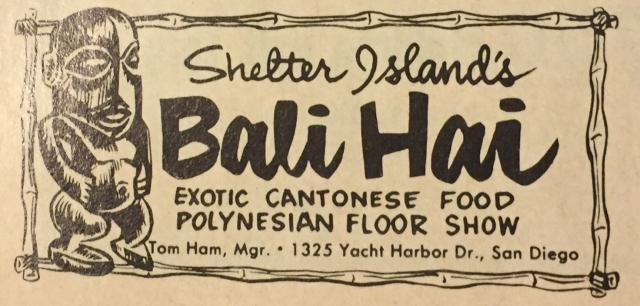 Shelter Island's
Bali Hai
EXOTIC CANTONESE FOOD
POLYNESIAN FLOOR SHOW
Tom Ham, Mgr. • 1325 Yacht Harbor Dr., San Diego